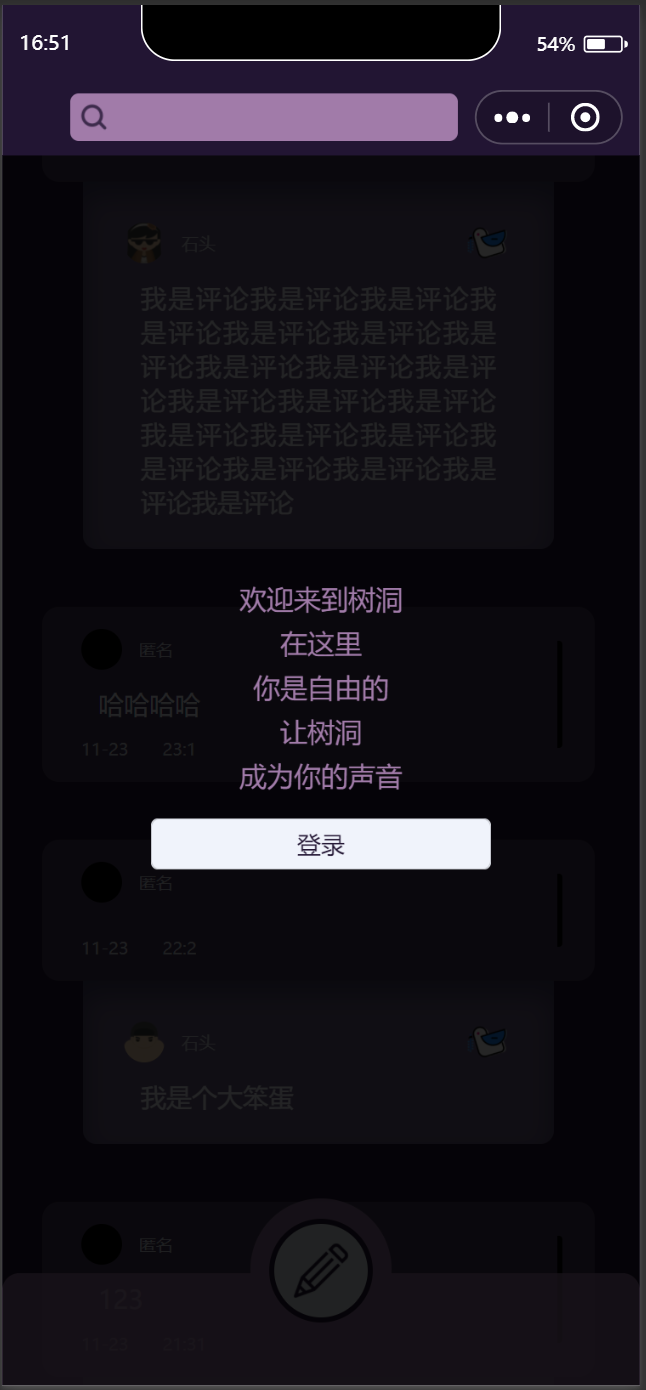 16:51
54%
石头
我是评论我是评论我是评论我
是评论我是评论我是评论我是
评论我是评论我是评论我是评
论我是评论我是评论我是评论
我是评论我是评论我是评论我
是评论我是评论我是评论我是
评论我是评论
欢迎来到树洞
在这里
你是自由的
让树洞
成为你的声音
匿名
哈哈哈哈
11-23 23:1
登录
匿名
11-23 22:2
石头
我是个大笨蛋
匿名
123
11-23 21:31